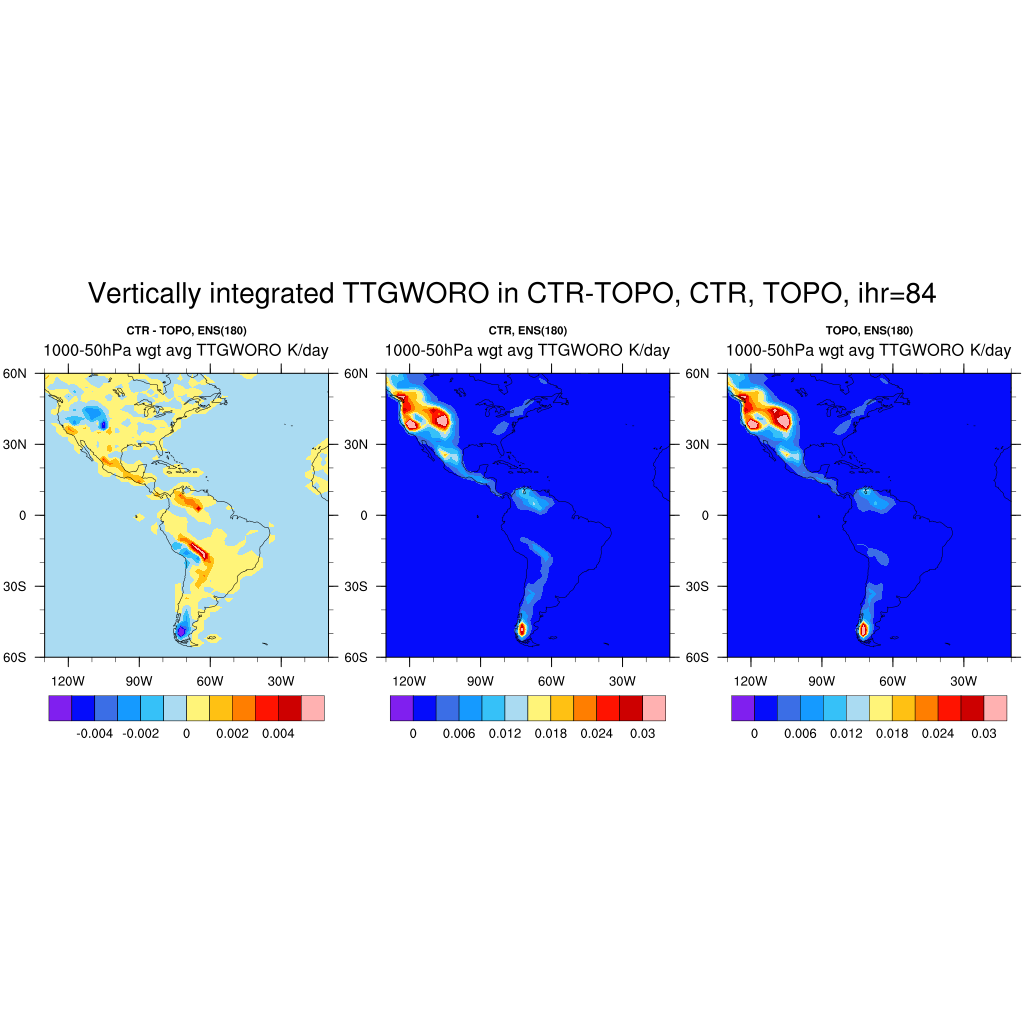 Vertically integrated TTGWORO in CTR-TOPO, CTR, TOPO, ihr=84
CTR - TOPO, ENS(180)
1000-50hPa wgt avg TTGWORO K/day
60N
30N
0
30S
60S
120W 90W 60W 30W
-0.004 -0.002 0 0.002 0.004
CTR, ENS(180)
1000-50hPa wgt avg TTGWORO K/day
60N
30N
0
30S
60S
120W 90W 60W 30W
0 0.006 0.012 0.018 0.024 0.03
TOPO, ENS(180)
1000-50hPa wgt avg TTGWORO K/day
60N
30N
0
30S
60S
120W 90W 60W 30W
0 0.006 0.012 0.018 0.024 0.03